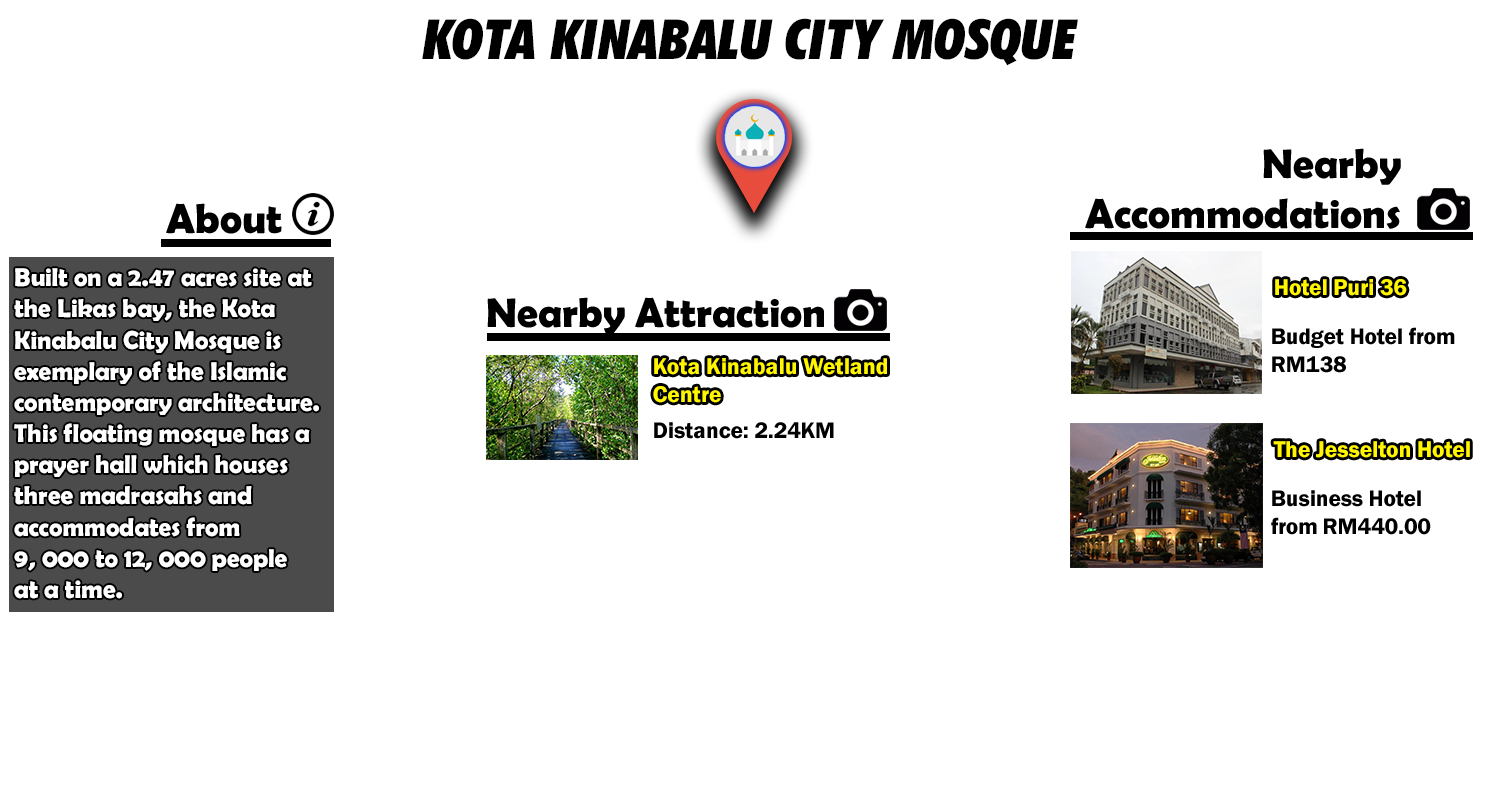 KOTA KINABALU CITY MOSQUE
About
Built on a 2.47 acres site at
the Likas bay, the Kota
Kinabalu City Mosque is
exemplary of the Islamic
contemporary architecture.
This floating mosque has a
prayer hall which houses
three madrasahs and
accommodates from
9, 000 to 12, 000 people
at a time.
Nearby Attraction
Kota Kinabalu Wetland
Centre
Distance: 2.24KM
Nearby
Accommodations
Hotel Puri 36
Budget Hotel from
RM138
The Jesselton Hotel
Business Hotel
from RM440.00